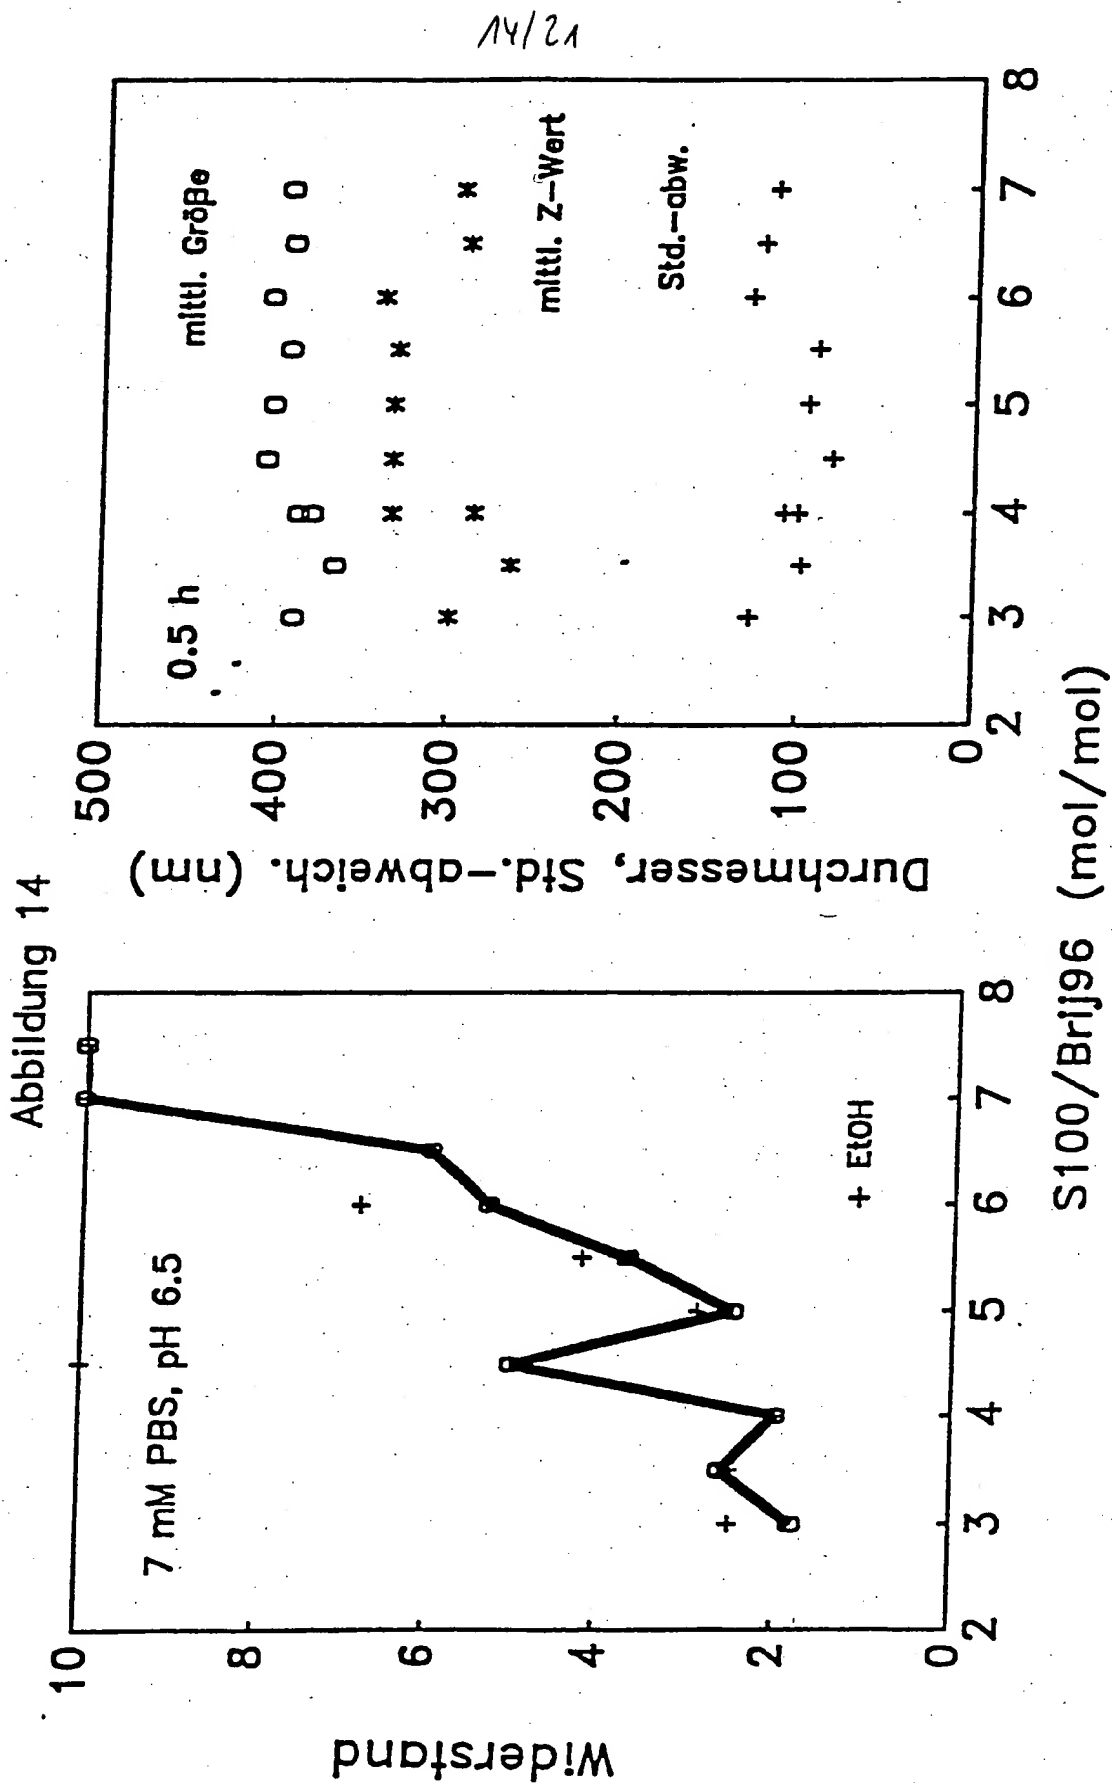 14/21
Abbildung 14
Widerstand
10
8
6
4
2
0
7 mM PBS, pH 6.5
+ EtOH
2 3 4 5 6 7 8
Durchmesser, Std.-abweich. (nm)
500
400
300
200
100
0
0.5 h
mittl. Größe
mittl. Z-Wert
Std.-abw.
2 3 4 5 6 7 8
S100/Brij96 (mol/mol)